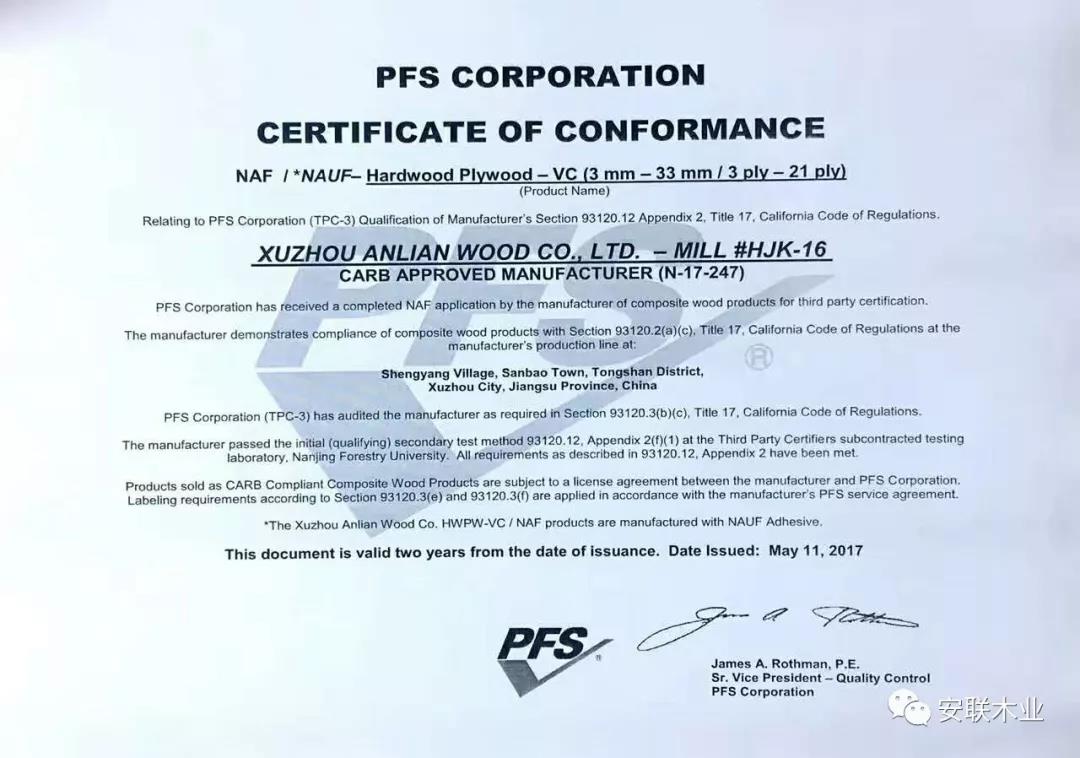 PFS CORPORATION
CERTIFICATE OF CONFORMANCE
NAF / *NAUF– Hardwood Plywood – VC (3 mm – 33 mm / 3 ply – 21 ply)
(Product Name)
Relating to PFS Corporation (TPC-3) Qualification of Manufacturer's Section 93120.12 Appendix 2, Title 17, California Code of Regulations.
XUZHOU ANLIAN WOOD CO., LTD. – MILL #HJK-16
CARB APPROVED MANUFACTURER (N-17-247)
PFS Corporation has received a completed NAF application by the manufacturer of composite wood products for third party certification.
The manufacturer demonstrates compliance of composite wood products with Section 93120.2(a)(c), Title 17, California Code of Regulations at the
manufacturer's production line at:
Shengyang Village, Sanbao Town, Tongshan District,
Xuzhou City, Jiangsu Province, China
PFS Corporation (TPC-3) has audited the manufacturer as required in Section 93120.3(b)(c), Title 17, California Code of Regulations.
The manufacturer passed the initial (qualifying) secondary test method 93120.12, Appendix 2(f)(1) at the Third Party Certifiers subcontracted testing
laboratory, Nanjing Forestry University. All requirements as described in 93120.12, Appendix 2 have been met.
Products sold as CARB Compliant Composite Wood Products are subject to a license agreement between the manufacturer and PFS Corporation.
Labeling requirements according to Section 93120.3(e) and 93120.3(f) are applied in accordance with the manufacturer's PFS service agreement.
*The Xuzhou Anlian Wood Co. HWPW-VC / NAF products are manufactured with NAUF Adhesive.
This document is valid two years from the date of issuance. Date Issued: May 11, 2017
PFS®
James A. Rothman, P.E.
Sr. Vice President – Quality Control
PFS Corporation
安联木业
PFS®